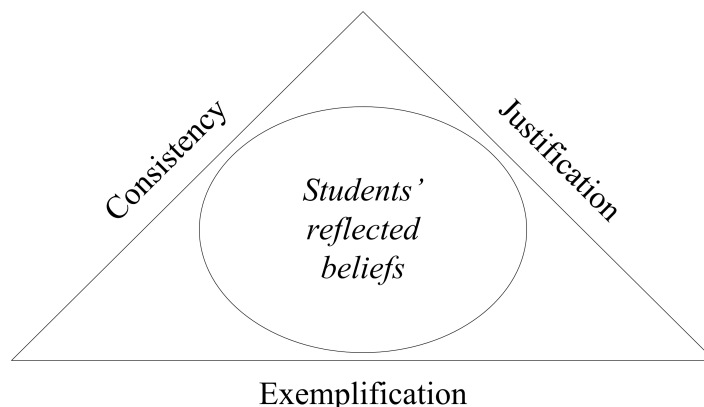 Consistency
Justification
Students’
reflected
beliefs
Exemplification